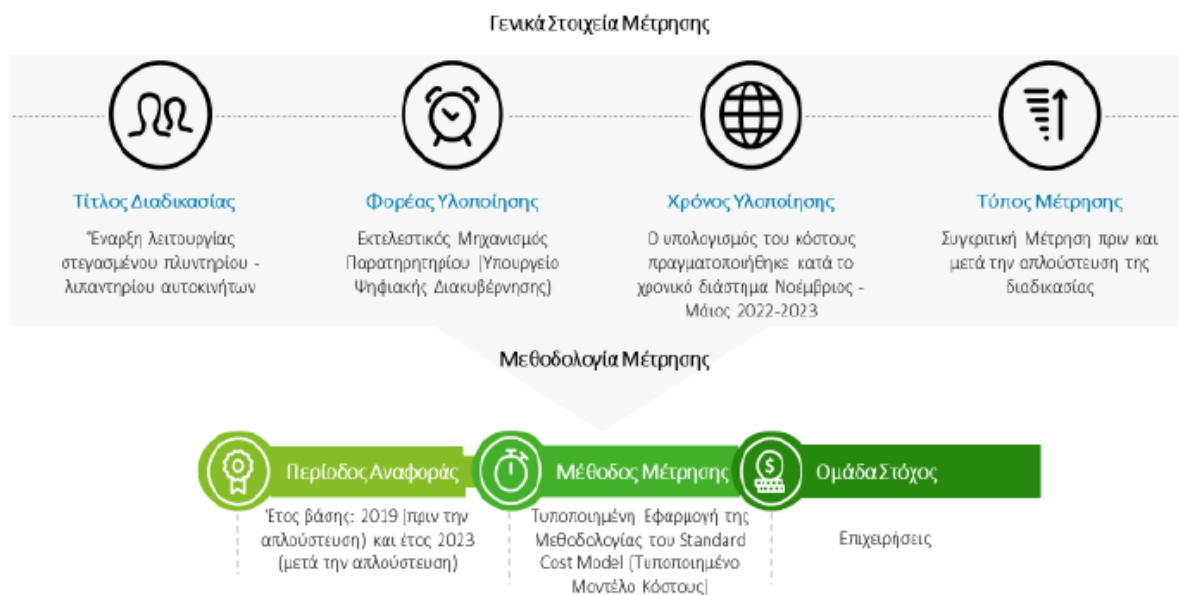 Γενικά Στοιχεία Μέτρησης
Τίτλος Διαδικασίας
Έναρξη λειτουργίας
στεγασμένου πλυντηρίου -
λιπαντηρίου αυτοκινήτων
Φορέας Υλοποίησης
Εκτελεστικός Μηχανισμός
Παρατηρητηρίου (Υπουργείο
Ψηφιακής Διακυβέρνησης)
Χρόνος Υλοποίησης
Ο υπολογισμός του κόστους
πραγματοποιήθηκε κατά το
χρονικό διάστημα Νοέμβριος -
Μάιος 2022-2023
Τύπος Μέτρησης
Συγκριτική Μέτρηση πριν και
μετά την απλούστευση της
διαδικασίας
Μεθοδολογία Μέτρησης
Περίοδος Αναφοράς
Έτος βάσης: 2019 (πριν την
απλούστευση) και έτος 2023
(μετά την απλούστευση)
Μέθοδος Μέτρησης
Τυποποιημένη Εφαρμογή της
Μεθοδολογίας του Standard
Cost Model (Τυποποιημένο
Μοντέλο Κόστους)
Ομάδα Στόχος
Επιχειρήσεις